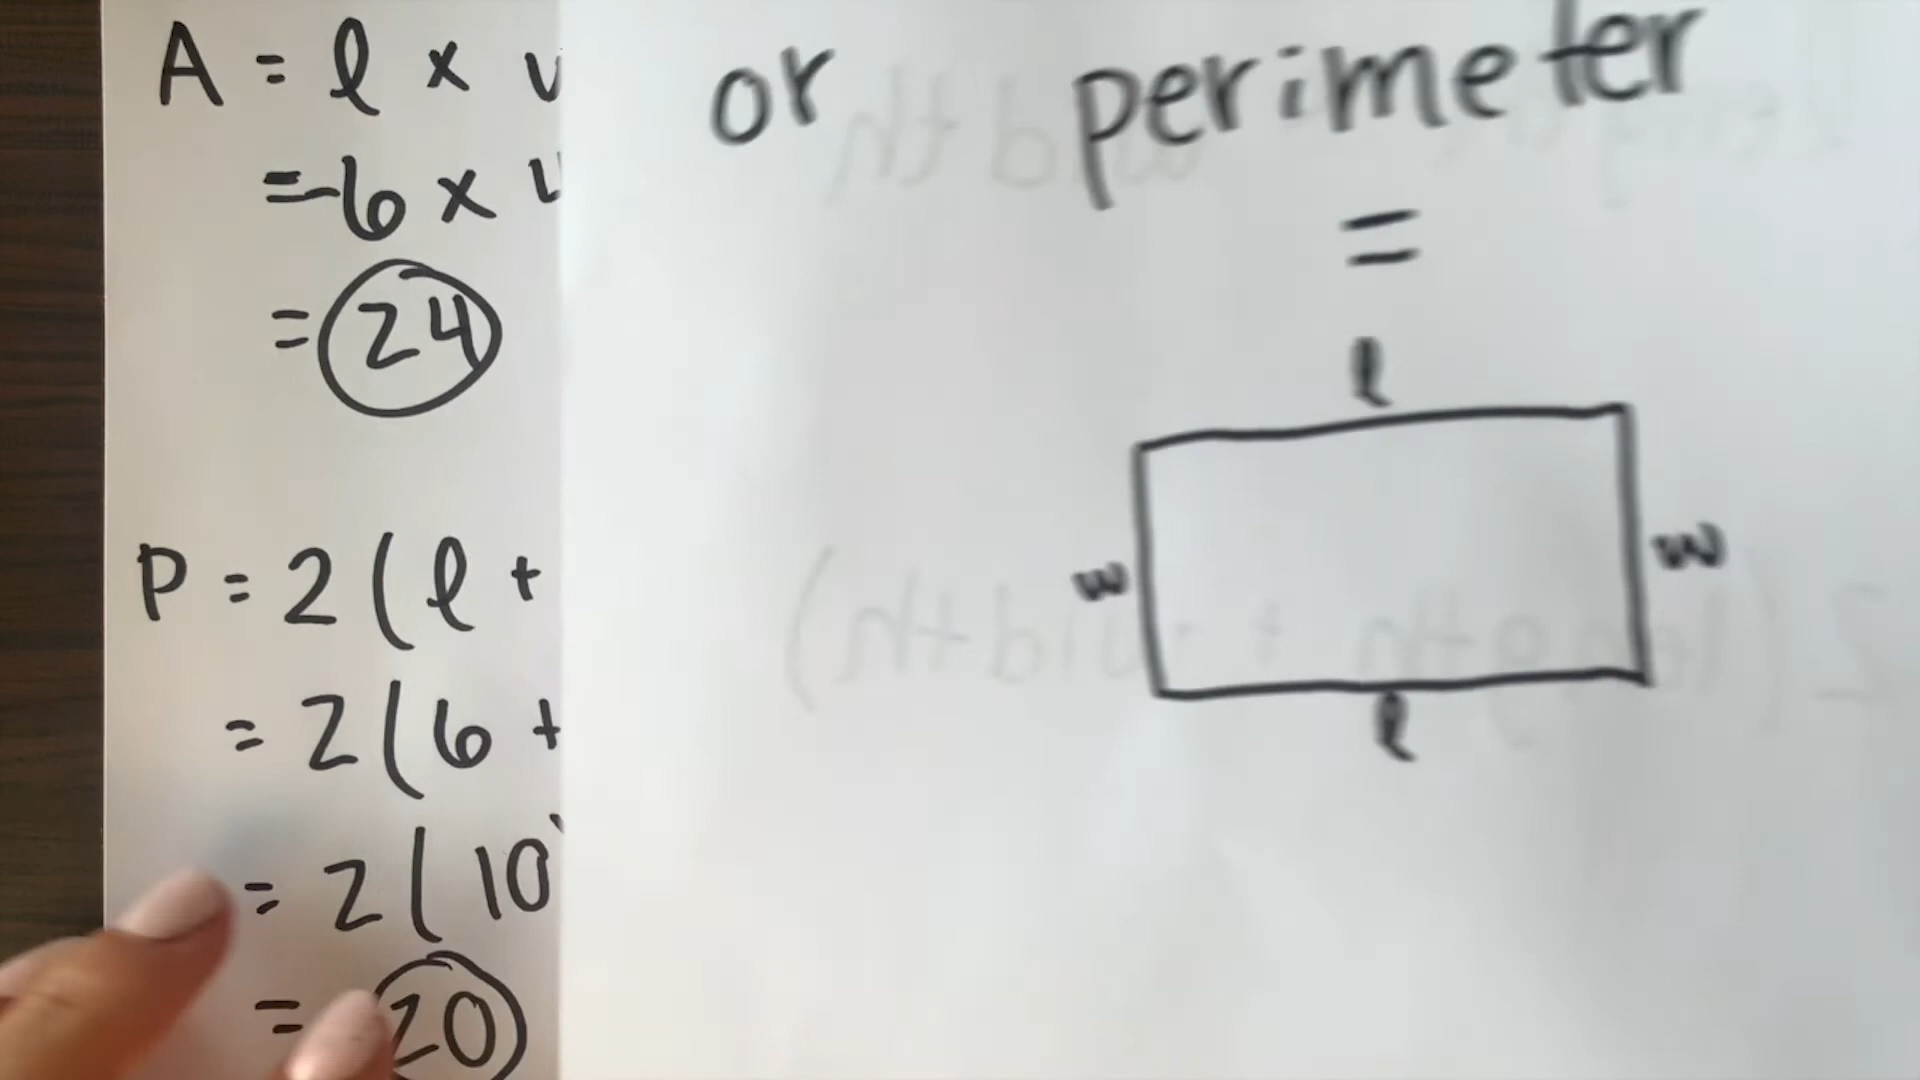 A = l x
= 6 x
= 24
P = 2 ( l +
= 2 ( 6 +
= 2 ( 10
= 20
or perimeter
=
l
w
w
l